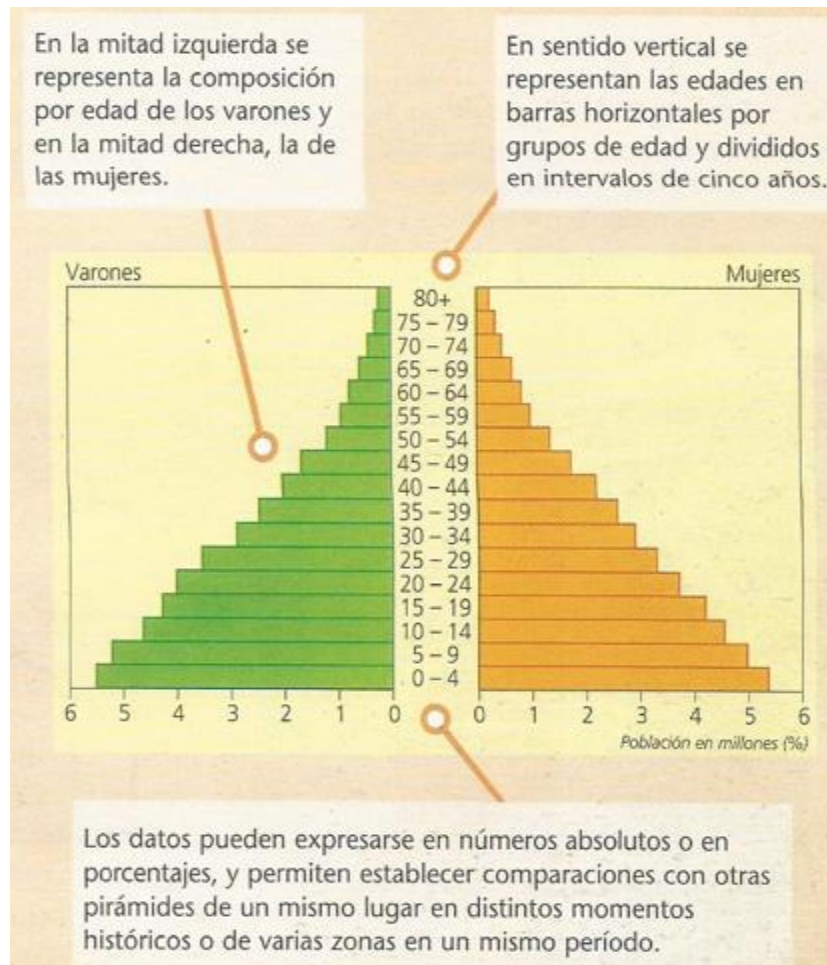 En la mitad izquierda se
representa la composición
por edad de los varones y
en la mitad derecha, la de
las mujeres.
En sentido vertical se
representan las edades en
barras horizontales por
grupos de edad y divididos
en intervalos de cinco años.
Varones
Mujeres
80+
75 – 79
70 – 74
65 – 69
60 – 64
55 – 59
50 – 54
45 – 49
40 – 44
35 – 39
30 – 34
25 – 29
20 – 24
15 – 19
10 – 14
5 – 9
0 – 4
6 5 4 3 2 1 0 0 1 2 3 4 5 6
Población en millones (%)
Los datos pueden expresarse en números absolutos o en
porcentajes, y permiten establecer comparaciones con otras
pirámides de un mismo lugar en distintos momentos
históricos o de varias zonas en un mismo período.